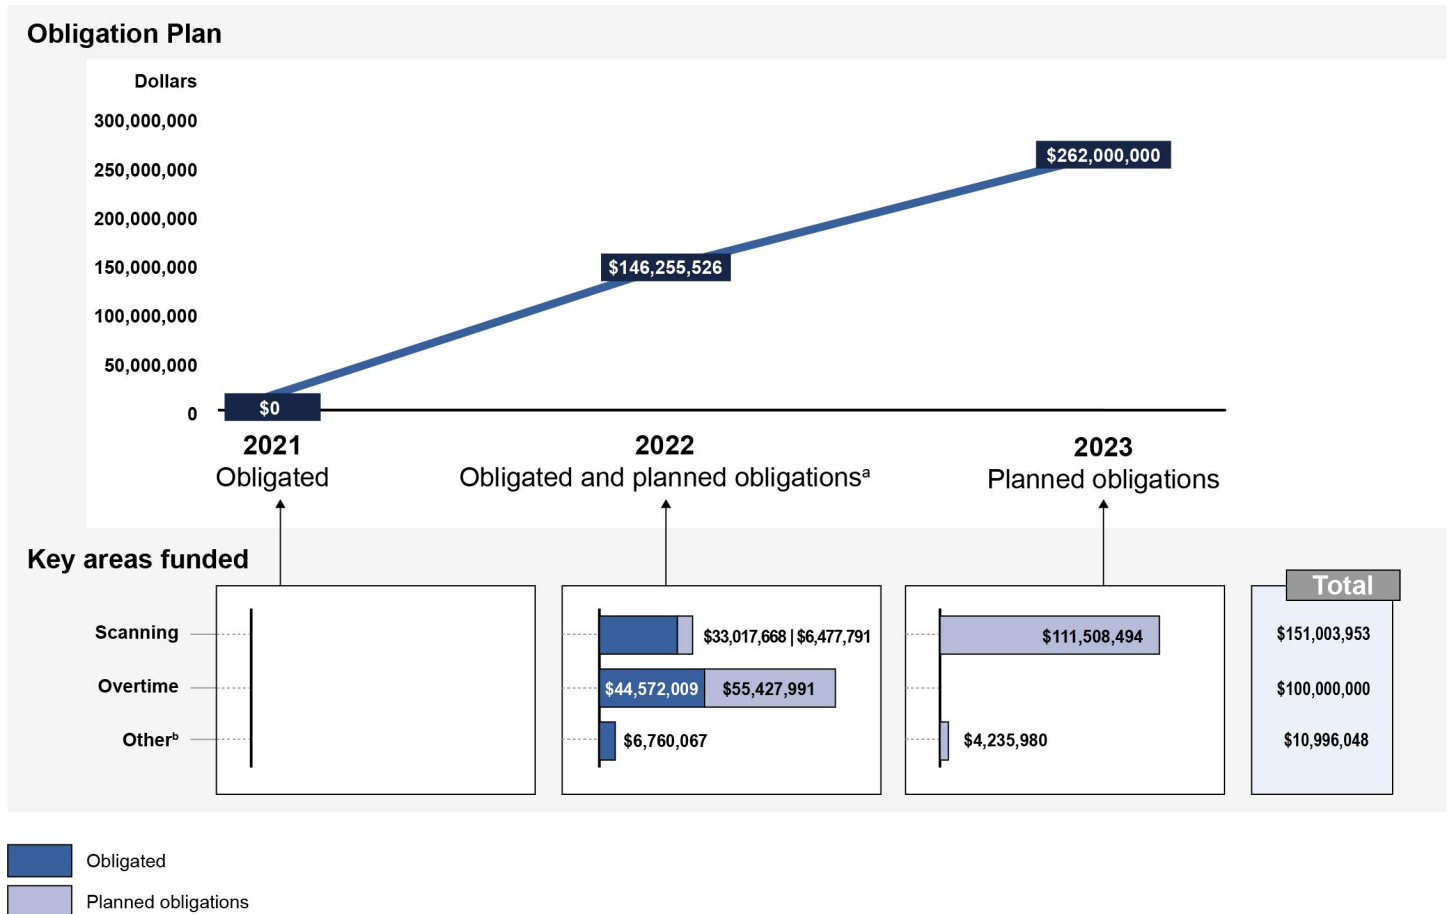 Obligation Plan
Dollars
300,000,000
250,000,000
200,000,000
150,000,000
100,000,000
50,000,000
0
$262,000,000
$146,255,526
$0
2021
Obligated
2022
Obligated and planned obligationsᵃ
2023
Planned obligations
Key areas funded
Total
Scanning
$33,017,668 | $6,477,791
$111,508,494
$151,003,953
Overtime
$44,572,009
$55,427,991
$100,000,000
Otherᵇ
$6,760,067
$4,235,980
$10,996,048
Obligated
Planned obligations